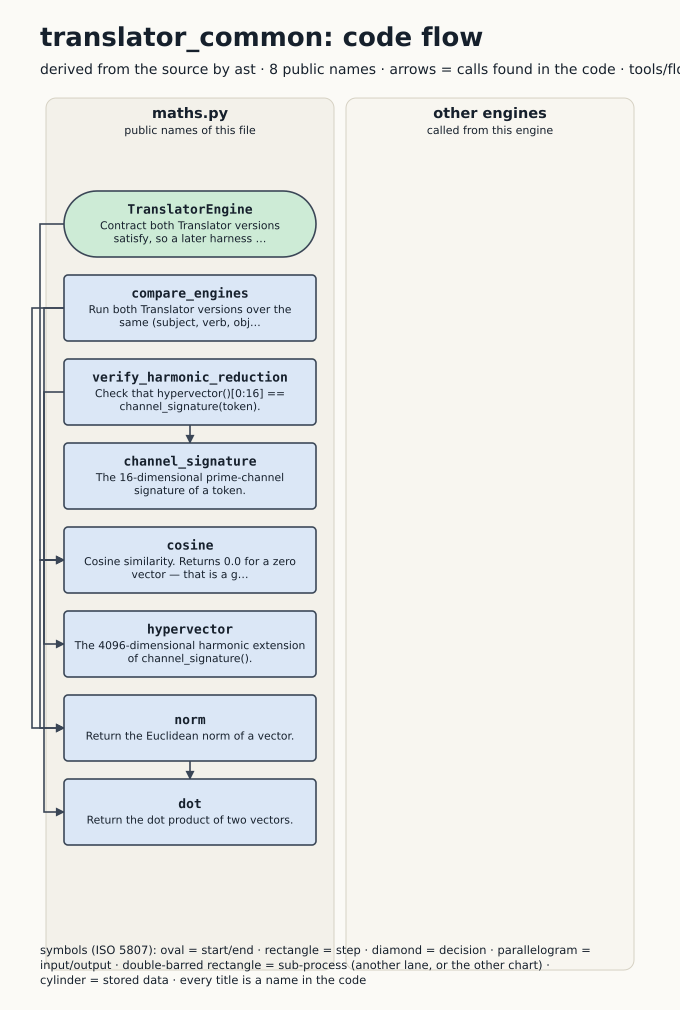 translator_common: code flow
derived from the source by ast · 8 public names · arrows = calls found in the code · tools/flo
maths.py
public names of this file
other engines
called from this engine
TranslatorEngine
Contract both Translator versions
satisfy, so a later harness …
compare_engines
Run both Translator versions over the
same (subject, verb, obj…
verify_harmonic_reduction
Check that hypervector()[0:16] ==
channel_signature(token).
channel_signature
The 16-dimensional prime-channel
signature of a token.
cosine
Cosine similarity. Returns 0.0 for a zero
vector — that is a g…
hypervector
The 4096-dimensional harmonic extension
of channel_signature().
norm
Return the Euclidean norm of a vector.
dot
Return the dot product of two vectors.
symbols (ISO 5807): oval = start/end · rectangle = step · diamond = decision · parallelogram =
input/output · double-barred rectangle = sub-process (another lane, or the other chart) ·
cylinder = stored data · every title is a name in the code